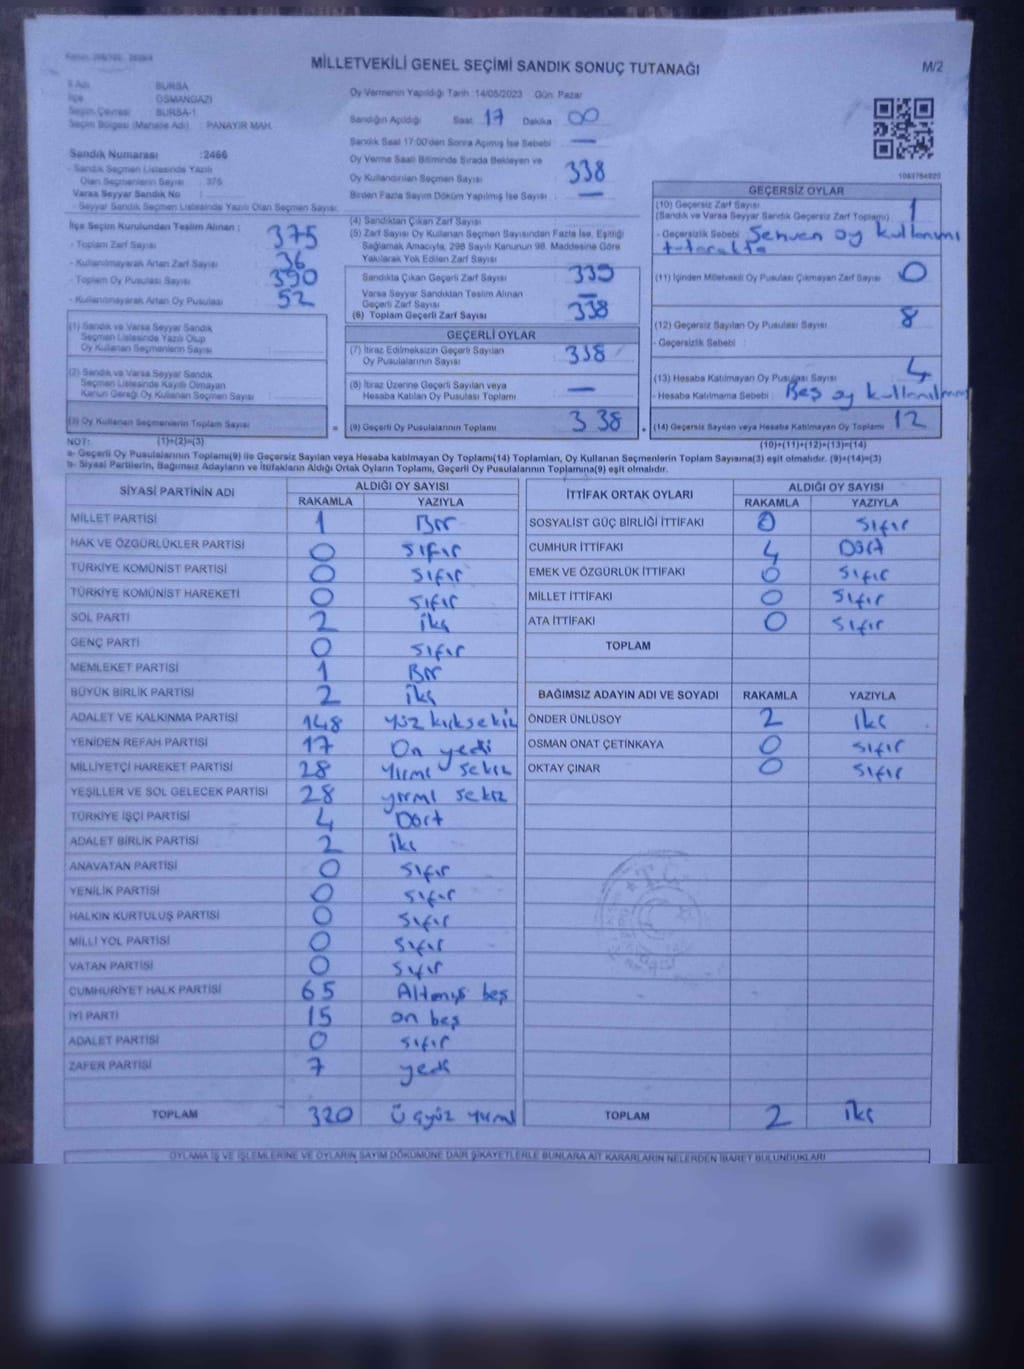 MİLLETVEKİLİ GENEL SEÇİMİ SANDIK SONUÇ TUTANAĞI
M/2
İl Adı BURSA
İlçe OSMANGAZİ
Seçim Çevresi BURSA-1
Seçim Bölgesi (Mahalle Adı) : PANAYIR MAH.
Sandık Numarası :2466
- Sandık Seçmen Listesinde Yazılı
Olan Seçmenlerin Sayısı : 375
Varsa Seyyar Sandık No :
- Seyyar Sandık Seçmen Listesinde Yazılı Olan Seçmen Sayısı:
İlçe Seçim Kurulundan Teslim Alınan :
- Toplam Zarf Sayısı 375
- Kullanılmayarak Artan Zarf Sayısı 36
- Toplam Oy Pusulası Sayısı 390
- Kullanılmayarak Artan Oy Pusulası 52
(1) Sandık ve Varsa Seyyar Sandık
Seçmen Listesinde Yazılı Olup
Oy Kullanan Seçmenlerin Sayısı :
(2) Sandık ve Varsa Seyyar Sandık
Seçmen Listesinde Kayıtlı Olmayan
Kanun Gereği Oy Kullanan Seçmen Sayısı :
(3) Oy Kullanan Seçmenlerin Toplam Sayısı
Oy Vermenin Yapıldığı Tarih :14/05/2023 Gün: Pazar
Sandığın Açıldığı Saat 17 Dakika : 00
Sandık Saat 17:00'den Sonra Açılmış İse Sebebi —
Oy Verme Saati Bitiminde Sırada Bekleyen ve
Oy Kullandırılan Seçmen Sayısı 338
Birden Fazla Sayım Döküm Yapılmış İse Sayısı : —
(4) Sandıktan Çıkan Zarf Sayısı
(5) Zarf Sayısı Oy Kullanan Seçmen Sayısından Fazla İse, Eşitliği
Sağlamak Amacıyla, 298 Sayılı Kanunun 98. Maddesine Göre
Yakılarak Yok Edilen Zarf Sayısı
Sandıkta Çıkan Geçerli Zarf Sayısı 339
Varsa Seyyar Sandıktan Teslim Alınan
Geçerli Zarf Sayısı —
(6) Toplam Geçerli Zarf Sayısı 338
GEÇERLİ OYLAR
(7) İtiraz Edilmeksizin Geçerli Sayılan
Oy Pusulalarının Sayısı 338
(8) İtiraz Üzerine Geçerli Sayılan veya
Hesaba Katılan Oy Pusulası Toplamı —
= (9) Geçerli Oy Pusulalarının Toplamı 338 +
1083764920
GEÇERSİZ OYLAR
(10) Geçersiz Zarf Sayısı 1
(Sandık ve Varsa Seyyar Sandık Geçersiz Zarf Toplamı)
- Geçersizlik Sebebi : Sehven oy kullanımı
(11) İçinden Milletvekili Oy Pusulası Çıkmayan Zarf Sayısı 0
(12) Geçersiz Sayılan Oy Pusulası Sayısı 8
- Geçersizlik Sebebi :
(13) Hesaba Katılmayan Oy Pusulası Sayısı 4
- Hesaba Katılmama Sebebi : Beş oy
(14) Geçersiz Sayılan veya Hesaba Katılmayan Oy Toplamı 12
NOT: (1)+(2)=(3) (10)+(11)+(12)+(13)=(14)
a- Geçerli Oy Pusulalarının Toplamı(9) ile Geçersiz Sayılan veya Hesaba katılmayan Oy Toplamı(14) Toplamları, Oy Kullanan Seçmenlerin Toplam Sayısına(3) eşit olmalıdır. (9)+(14)=(3)
b- Siyasi Partilerin, Bağımsız Adayların ve İttifakların Aldığı Ortak Oyların Toplamı, Geçerli Oy Pusulalarının Toplamına(9) eşit olmalıdır.
SİYASİ PARTİNİN ADI ALDIĞI OY SAYISI
RAKAMLA YAZIYLA
MİLLET PARTİSİ 1 Bir
HAK VE ÖZGÜRLÜKLER PARTİSİ 0 sıfır
TÜRKİYE KOMÜNİST PARTİSİ 0 sıfır
TÜRKİYE KOMÜNİST HAREKETİ 0 sıfır
SOL PARTİ 2 iki
GENÇ PARTİ 0 sıfır
MEMLEKET PARTİSİ 1 Bir
BÜYÜK BİRLİK PARTİSİ 2 iki
ADALET VE KALKINMA PARTİSİ 148 yüz kırksekiz
YENİDEN REFAH PARTİSİ 17 On yedi
MİLLİYETÇİ HAREKET PARTİSİ 28 yirmi sekiz
YEŞİLLER VE SOL GELECEK PARTİSİ 28 yirmi sekiz
TÜRKİYE İŞÇİ PARTİSİ 4 Dört
ADALET BİRLİK PARTİSİ 2 iki
ANAVATAN PARTİSİ 0 sıfır
YENİLİK PARTİSİ 0 sıfır
HALKIN KURTULUŞ PARTİSİ 0 sıfır
MİLLİ YOL PARTİSİ 0 sıfır
VATAN PARTİSİ 0 sıfır
CUMHURİYET HALK PARTİSİ 65 Altmış beş
İYİ PARTİ 15 on beş
ADALET PARTİSİ 0 sıfır
ZAFER PARTİSİ 7 yedi
TOPLAM 320 üçyüz yirmi
İTTİFAK ORTAK OYLARI ALDIĞI OY SAYISI
RAKAMLA YAZIYLA
SOSYALİST GÜÇ BİRLİĞİ İTTİFAKI 0 sıfır
CUMHUR İTTİFAKI 4 Dört
EMEK VE ÖZGÜRLÜK İTTİFAKI 0 sıfır
MİLLET İTTİFAKI 0 sıfır
ATA İTTİFAKI 0 sıfır
TOPLAM
BAĞIMSIZ ADAYIN ADI VE SOYADI RAKAMLA YAZIYLA
ÖNDER ÜNLÜSOY 2 iki
OSMAN ONAT ÇETİNKAYA 0 sıfır
OKTAY ÇINAR 0 sıfır
TOPLAM 2 iki
OYLAMA İŞ VE İŞLEMLERİNE VE OYLARIN SAYIM DÖKÜMÜNE DAİR ŞİKAYETLERLE BUNLARA AİT KARARLARIN NELERDEN İBARET BULUNDUKLARI